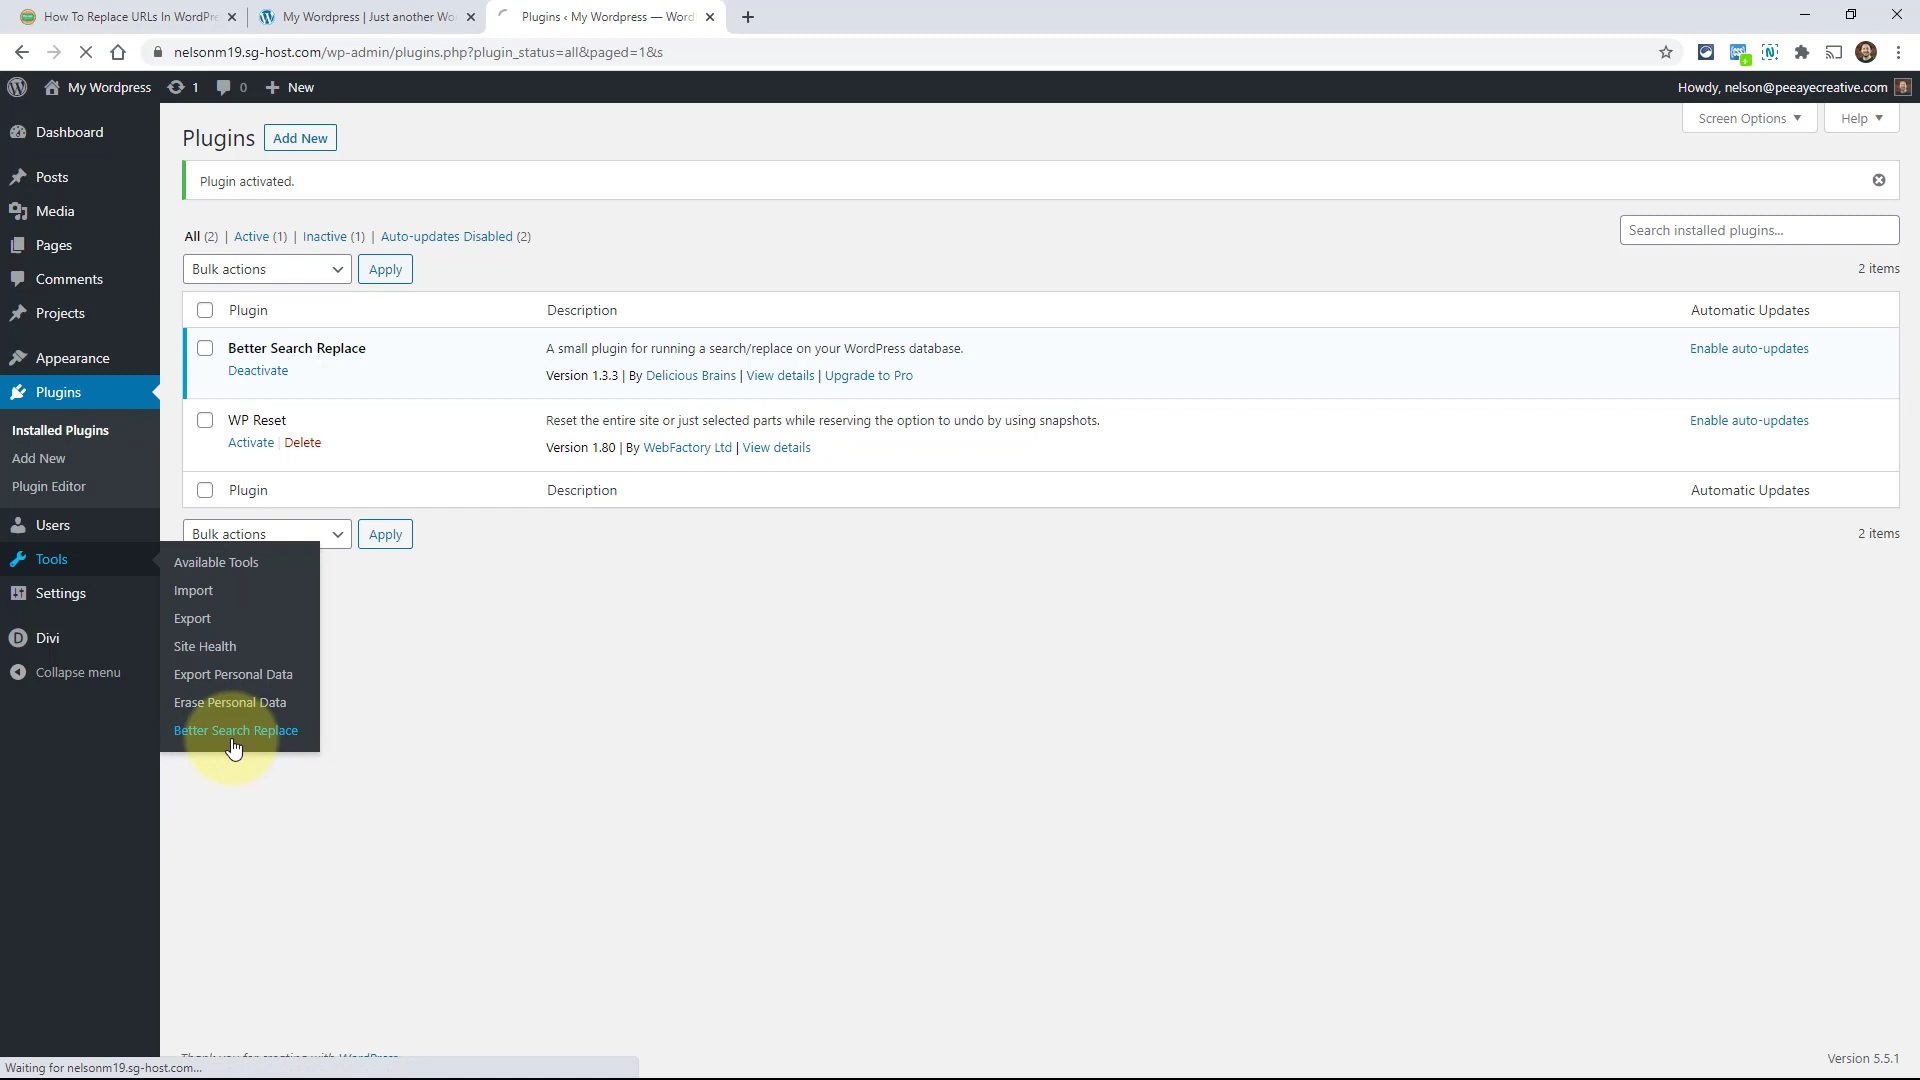 How To Replace URLs In WordPre
My Wordpress | Just another Wo
Plugins ‹ My Wordpress — Word
nelsonm19.sg-host.com/wp-admin/plugins.php?plugin_status=all&paged=1&s
My Wordpress
1
0
New
Howdy, nelson@peeayecreative.com
Dashboard
Posts
Media
Pages
Comments
Projects
Appearance
Plugins
Installed Plugins
Add New
Plugin Editor
Users
Tools
Settings
Divi
Collapse menu
Available Tools
Import
Export
Site Health
Export Personal Data
Erase Personal Data
Better Search Replace
Screen Options
Help
Plugins
Add New
Plugin activated.
All (2) | Active (1) | Inactive (1) | Auto-updates Disabled (2)
Search installed plugins...
Bulk actions
Apply
2 items
Plugin
Description
Automatic Updates
Better Search Replace
Deactivate
A small plugin for running a search/replace on your WordPress database.
Version 1.3.3 | By Delicious Brains | View details | Upgrade to Pro
Enable auto-updates
WP Reset
Activate | Delete
Reset the entire site or just selected parts while reserving the option to undo by using snapshots.
Version 1.80 | By WebFactory Ltd | View details
Enable auto-updates
Plugin
Description
Automatic Updates
Bulk actions
Apply
2 items
Thank you for creating with WordPress.
Version 5.5.1
Waiting for nelsonm19.sg-host.com...